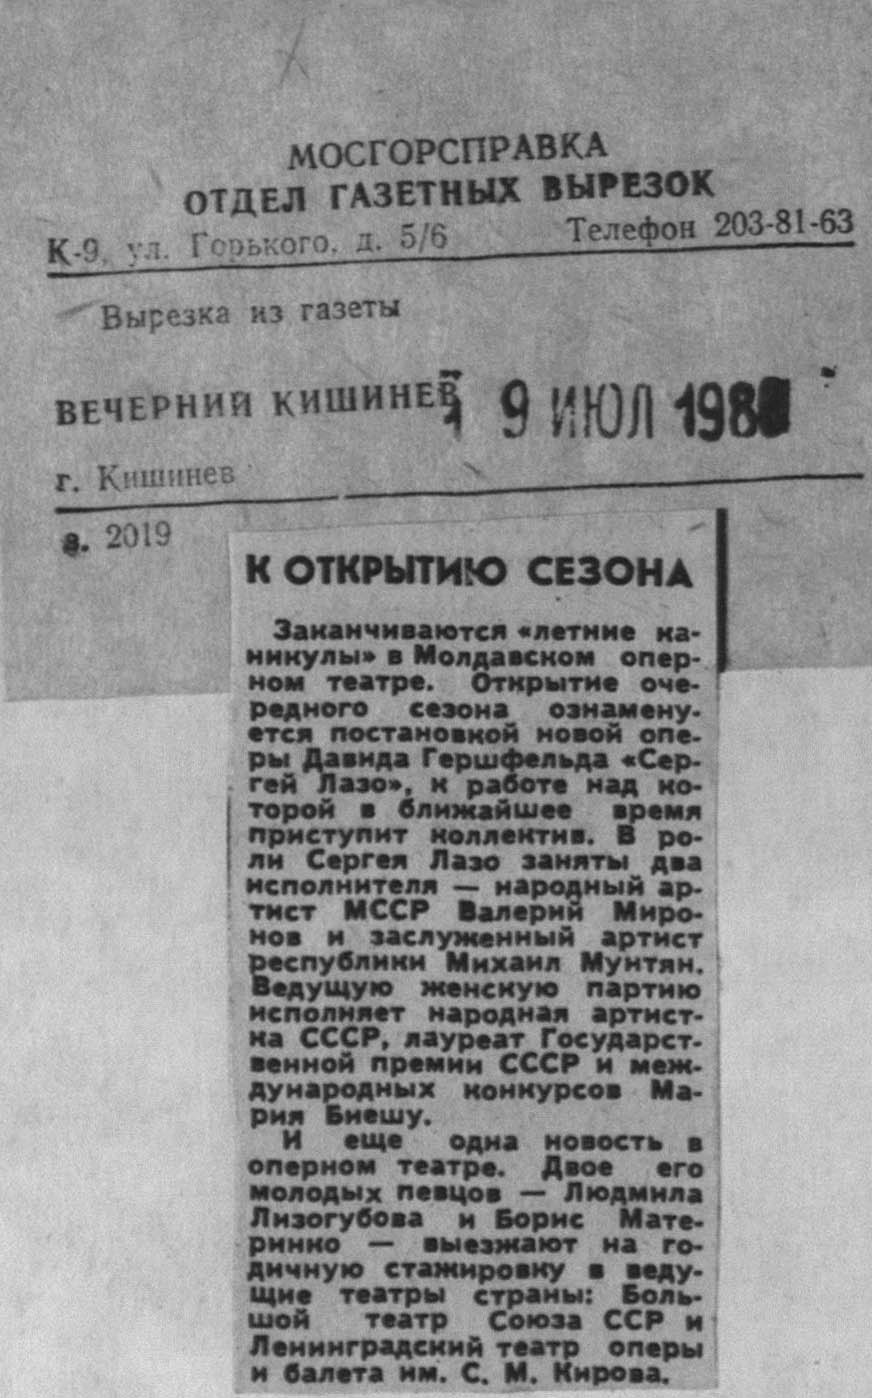 МОСГОРСПРАВКА
ОТДЕЛ ГАЗЕТНЫХ ВЫРЕЗОК
К-9, ул. Горького, д. 5/6 Телефон 203-81-63
Вырезка из газеты
ВЕЧЕРНИЙ КИШИНЕВ
1 9 ИЮЛ 198
г. Кишинев
2019
К ОТКРЫТИЮ СЕЗОНА
Заканчиваются «летние ка-
никулы» в Молдавском опер-
ном театре. Открытие оче-
редного сезона ознамену-
ется постановкой новой опе-
ры Давида Гершфельда «Сер-
гей Лазо», к работе над ко-
торой в ближайшее время
приступит коллектив. В ро-
ли Сергея Лазо заняты два
исполнителя — народный ар-
тист МССР Валерий Миро-
нов и заслуженный артист
республики Михаил Мунтян.
Ведущую женскую партию
исполняет народная артист-
ка СССР, лауреат Государст-
венной премии СССР и меж-
дународных конкурсов Ма-
рия Биешу.
И еще одна новость в
оперном театре. Двое его
молодых певцов — Людмила
Лизогубова и Борис Мате-
ринко — выезжают на го-
дичную стажировку в веду-
щие театры страны: Боль-
шой театр Союза ССР и
Ленинградский театр оперы
и балета им. С. М. Кирова.